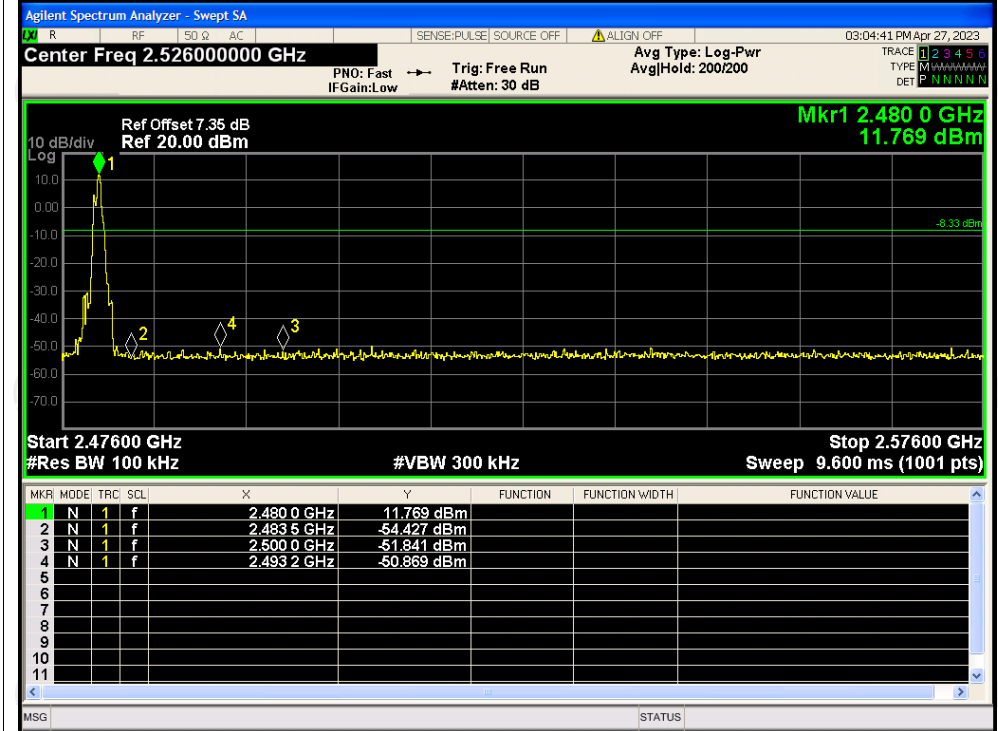 Agilent Spectrum Analyzer - Swept SA
LXI R RF 50 Ω AC SENSE:PULSE SOURCE OFF ALIGN OFF 03:04:41 PM Apr 27, 2023
Center Freq 2.526000000 GHz
PNO: Fast
IFGain:Low
Trig: Free Run
#Atten: 30 dB
Avg Type: Log-Pwr
Avg|Hold: 200/200
TRACE 1 2 3 4 5 6
TYPE M WWWWW
DET P N N N N N
Mkr1 2.480 0 GHz
11.769 dBm
Ref Offset 7.35 dB
10 dB/div Ref 20.00 dBm
Log
1
10.0
0.00
-8.33 dBm
-10.0
-20.0
-30.0
-40.0
2 4 3
-50.0
-60.0
-70.0
Start 2.47600 GHz Stop 2.57600 GHz
#Res BW 100 kHz #VBW 300 kHz Sweep 9.600 ms (1001 pts)
MKR MODE TRC SCL X Y FUNCTION FUNCTION WIDTH FUNCTION VALUE
1 N 1 f 2.480 0 GHz 11.769 dBm
2 N 1 f 2.483 5 GHz -54.427 dBm
3 N 1 f 2.500 0 GHz -51.841 dBm
4 N 1 f 2.493 2 GHz -50.869 dBm
5
6
7
8
9
10
11
MSG STATUS